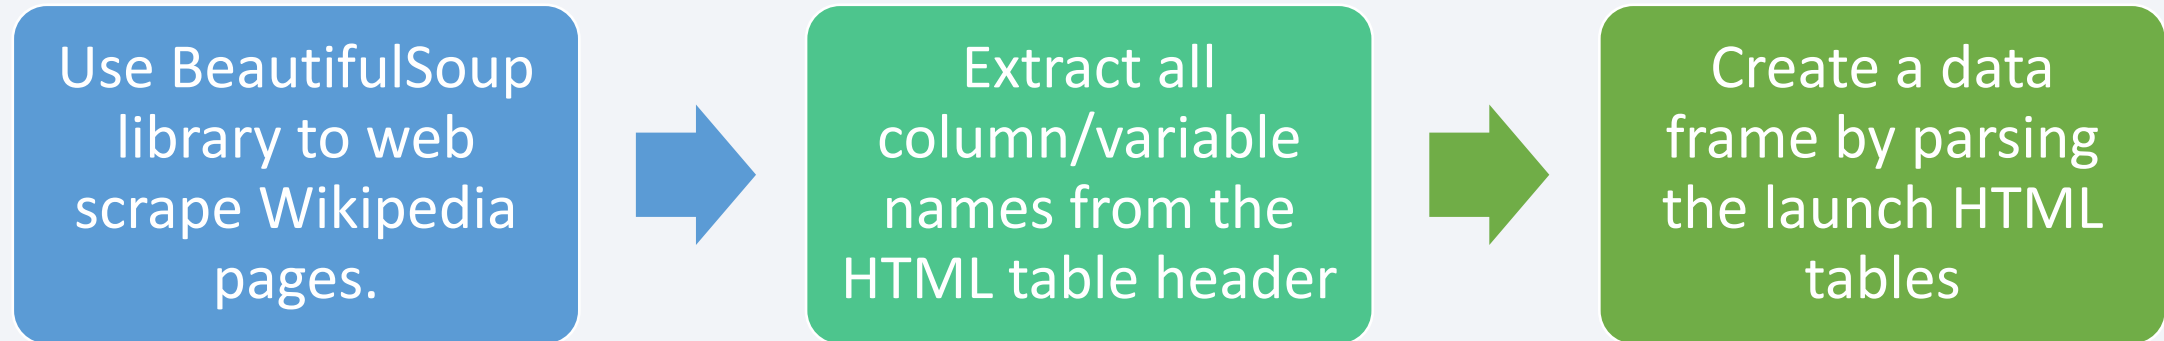 Use BeautifulSoup
library to web
scrape Wikipedia
pages.
Extract all
column/variable
names from the
HTML table header
Create a data
frame by parsing
the launch HTML
tables